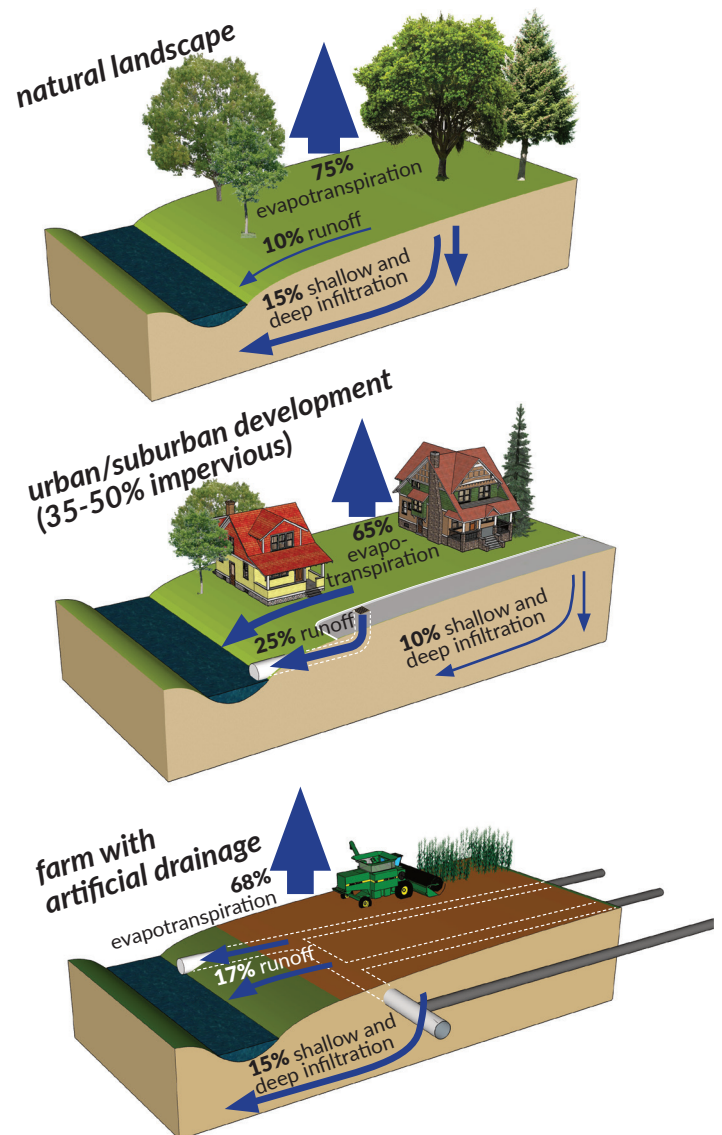 natural landscape
75%
evapotranspiration
10% runoff
15% shallow and
deep infiltration
urban/suburban development
(35-50% impervious)
65%
evapo-
transpiration
25% runoff
10% shallow and
deep infiltration
farm with
artificial drainage
68%
evapotranspiration
17% runoff
15% shallow and
deep infiltration